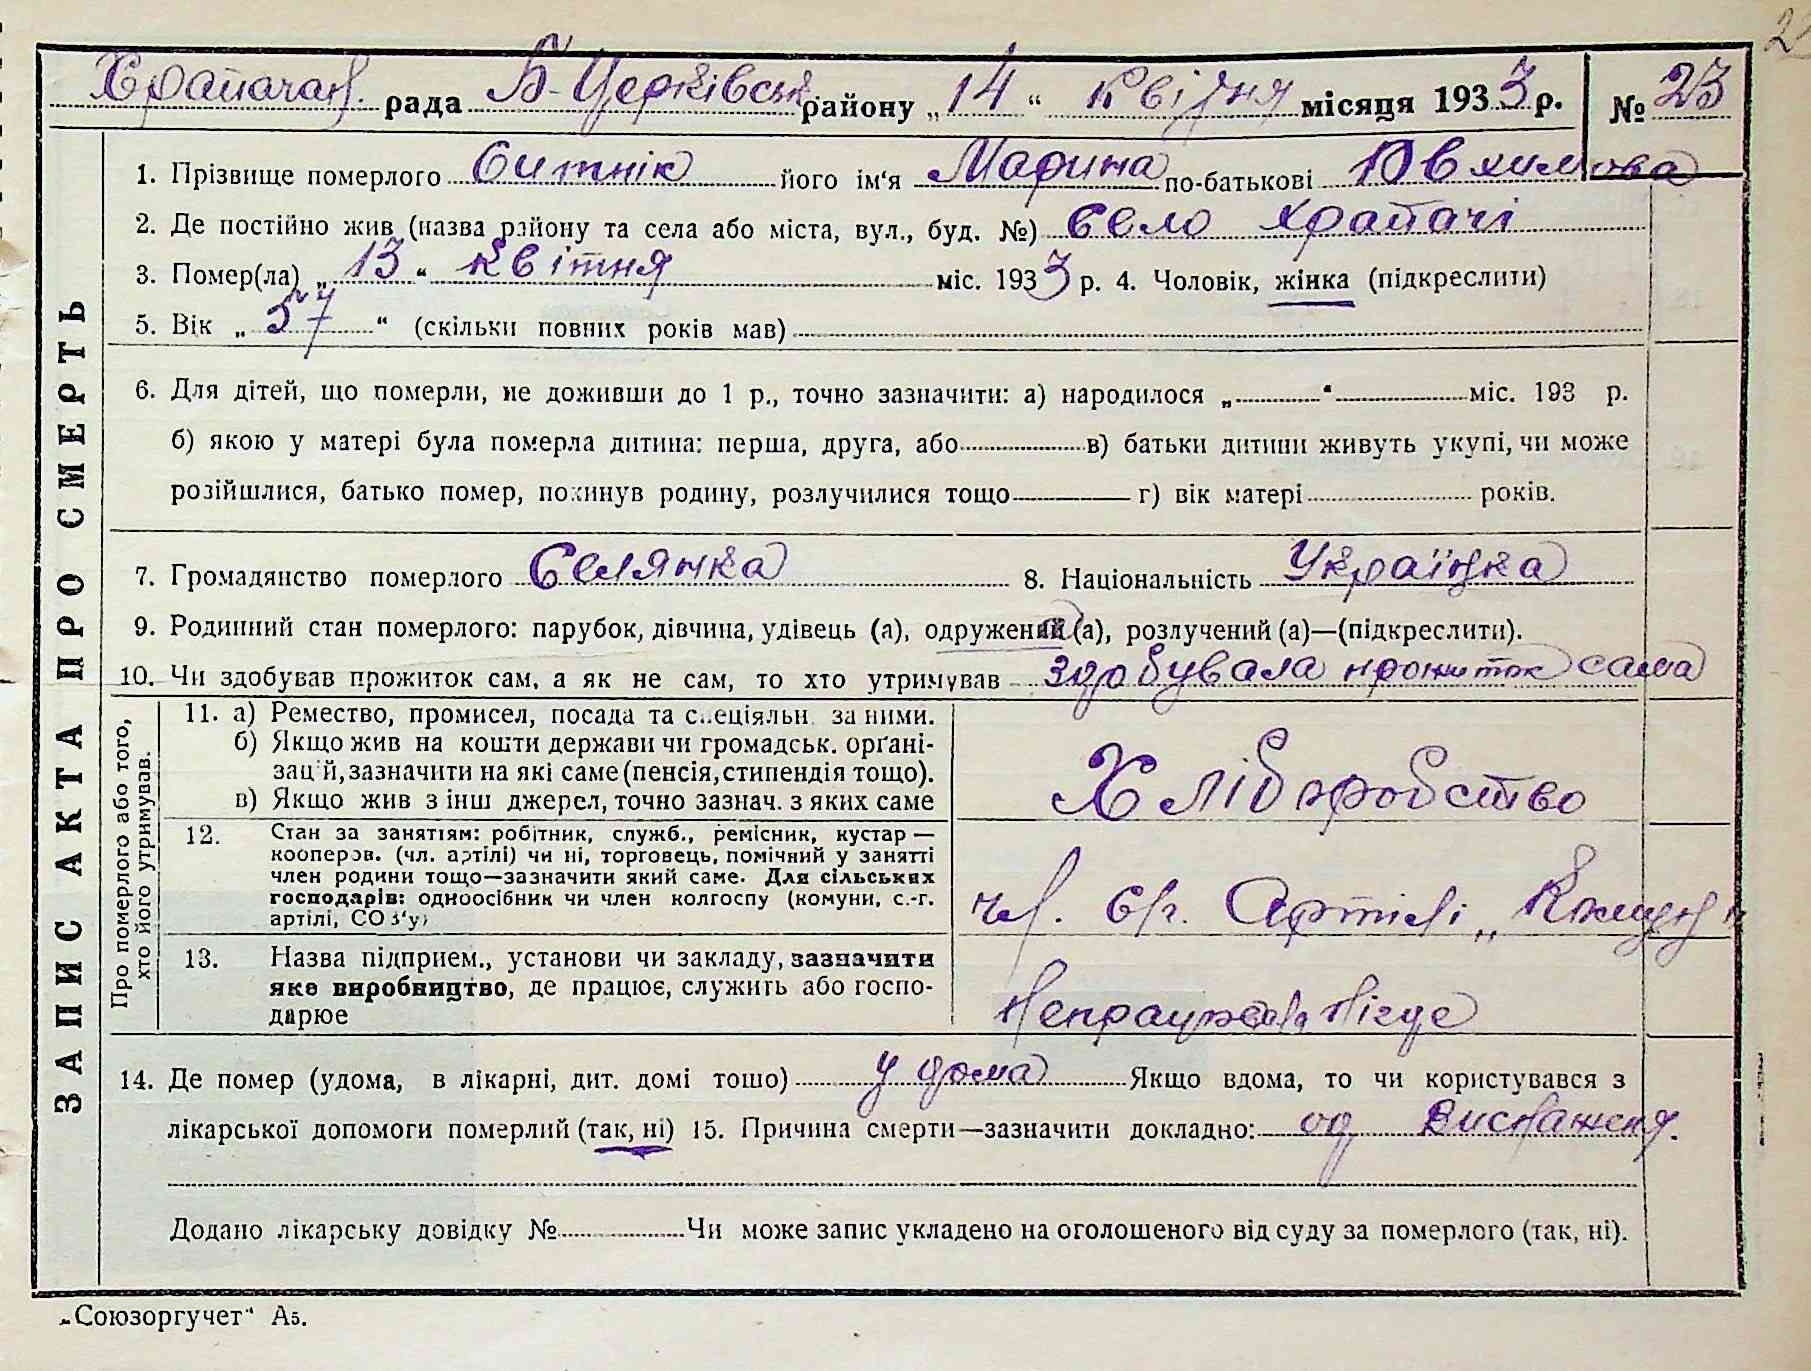 Храпачан. рада Б-Церківськ району „14“ квітня місяця 1933 р. № 23
ЗАПИС АКТА ПРО СМЕРТЬ
1. Прізвище померлого Ситнік його ім'я Марина по-батькові Ювхимова
2. Де постійно жив (назва району та села або міста, вул., буд. №) Село Храпачі
3. Помер(ла) „13“ квітня міс. 1933 р. 4. Чоловік, жінка (підкреслити)
5. Вік „57“ (скільки повних років мав)
6. Для дітей, що померли, не доживши до 1 р., точно зазначити: а) народилося „ “ міс. 193 р.
б) якою у матері була померла дитина: перша, друга, або в) батьки дитини живуть укупі, чи може
розійшлися, батько помер, покинув родину, розлучилися тощо г) вік матері років.
7. Громадянство померлого Селянка 8. Національність Українка
9. Родинний стан померлого: парубок, дівчина, удівець (а), одружений (а), розлучений (а)—(підкреслити).
10. Чи здобував прожиток сам, а як не сам, то хто утримував здобувала прожиток сама
Про померлого або того,
хто його утримував.
11. а) Ремество, промисел, посада та спеціяльн. за ними.
б) Якщо жив на кошти держави чи громадськ. орґані-
зацій, зазначити на які саме (пенсія, стипендія тощо).
в) Якщо жив з інш джерел, точно зазнач. з яких саме
Хліборобство
12. Стан за занятіям: робітник, служб., ремісник, кустар —
кооперов. (чл. артілі) чи ні, торговець, помічний у занятті
член родини тощо—зазначити який саме. Для сільських
господарів: одноосібник чи член колгоспу (комуни, с.-г.
артілі, СОЗ'у)
чл. с/г. Артілі „
13. Назва підприєм., установи чи закладу, зазначити
яке виробництво, де працює, служить або госпо-
дарює
Непрацювала Нігде
14. Де помер (удома, в лікарні, дит. домі тощо) у дома Якщо вдома, то чи користувався з
лікарської допомоги померлий (так, ні) 15. Причина смерти—зазначити докладно: од Виснаженя.
Додано лікарську довідку № Чи може запис укладено на оголошеного від суду за померлого (так, ні).
„Союзоргучет“ А5.